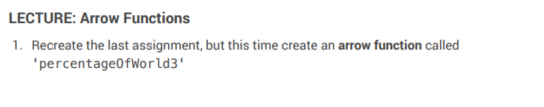 LECTURE: Arrow Functions
1. Recreate the last assignment, but this time create an arrow function called
'percentageOfWorld3'